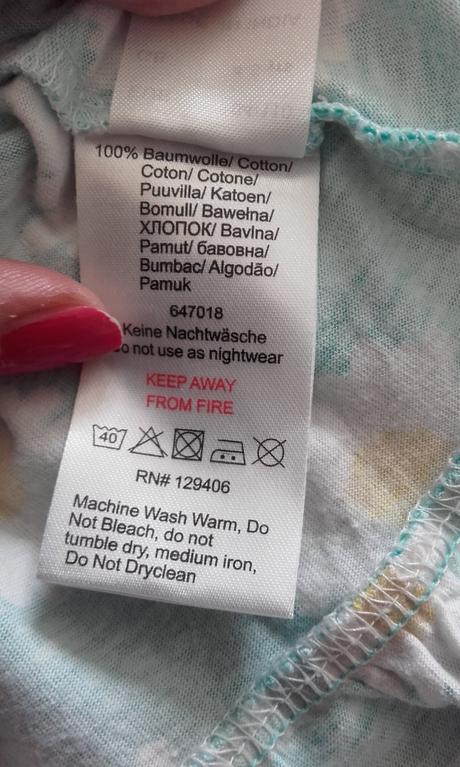 100% Baumwolle/ Cotton/
Coton/ Cotone/
Puuvilla/ Katoen/
Bomull/ Bawełna/
ХЛОПОК/ Bavlna/
Pamut/ бавовна/
Bumbac/ Algodão/
Pamuk
647018
Keine Nachtwäsche
not use as nightwear
KEEP AWAY
FROM FIRE
40
RN# 129406
Machine Wash Warm, Do
Not Bleach, do not
tumble dry, medium iron,
Do Not Dryclean